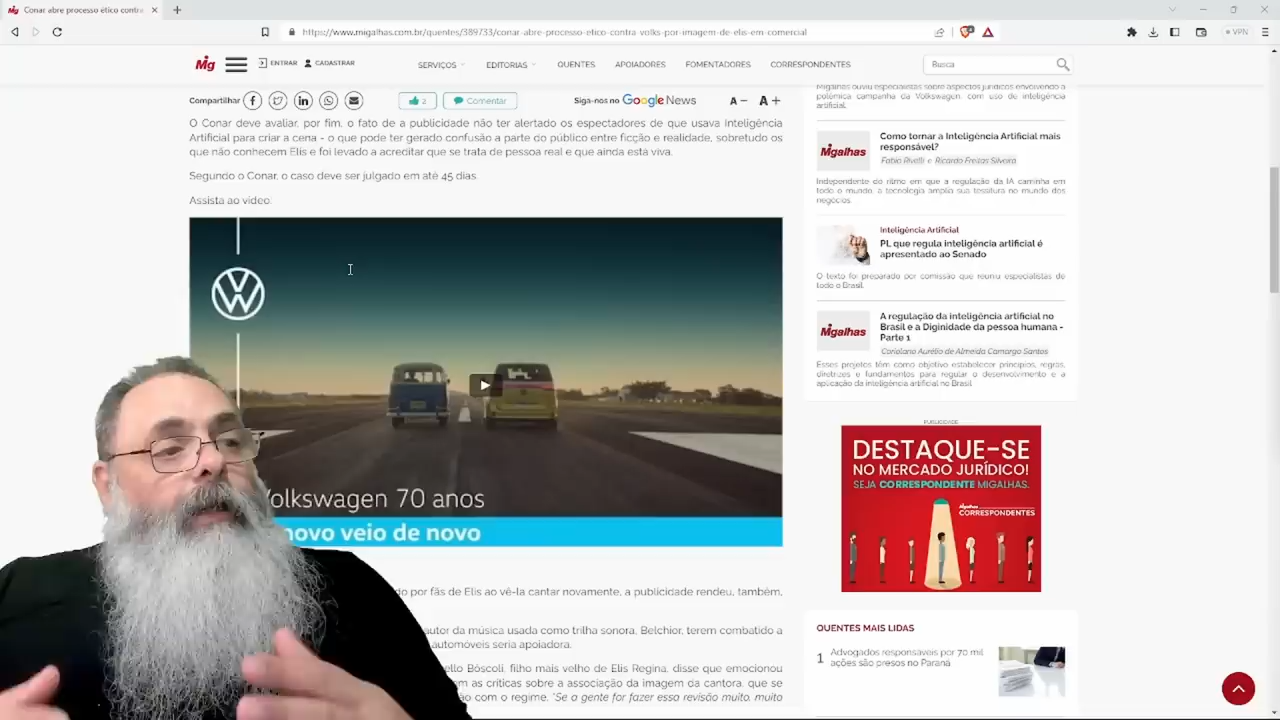 Conar abre processo ético contra
https://www.migalhas.com.br/quentes/389733/conar-abre-processo-etico-contra-volks-por-imagem-de-elis-em-comercial
VPN
Mg
ENTRAR
CADASTRAR
SERVIÇOS
EDITORIAS
QUENTES
APOIADORES
FOMENTADORES
CORRESPONDENTES
Busca
Compartilhar
2
Comentar
Siga-nos no Google News
A -
A +
O Conar deve avaliar, por fim, o fato de a publicidade não ter alertado os espectadores de que usava Inteligência
Artificial para criar a cena - o que pode ter gerado confusão a parte do público entre ficção e realidade, sobretudo os
que não conhecem Elis e foi levado a acreditar que se trata de pessoa real e que ainda está viva.
Segundo o Conar, o caso deve ser julgado em até 45 dias.
Assista ao vídeo:
Volkswagen 70 anos
novo veio de novo
do por fãs de Elis ao vê-la cantar novamente, a publicidade rendeu, também,
autor da música usada como trilha sonora, Belchior, terem combatido a
automóveis seria apoiadora.
ello Bôscoli, filho mais velho de Elis Regina, disse que emocionou
om as críticas sobre a associação da imagem da cantora, que se
ão com o regime. "Se a gente for fazer essa revisão muito, muito
Migalhas ouviu especialistas sobre aspectos jurídicos envolvendo a
polêmica campanha da Volkswagen, com uso de inteligência
artificial.
Migalhas
Como tornar a Inteligência Artificial mais
responsável?
Fabio Rivelli e Ricardo Freitas Silveira
Independente do ritmo em que a regulação da IA caminha em
todo o mundo, a tecnologia amplia sua tessitura no mundo dos
negócios.
Inteligência Artificial
PL que regula inteligência artificial é
apresentado ao Senado
O texto foi preparado por comissão que reuniu especialistas de
todo o Brasil.
Migalhas
A regulação da inteligência artificial no
Brasil e a Diginidade da pessoa humana -
Parte 1
Coriolano Aurélio de Almeida Camargo Santos
Esses projetos têm como objetivo estabelecer princípios, regras,
diretrizes e fundamentos para regular o desenvolvimento e a
aplicação da inteligência artificial no Brasil
PUBLICIDADE
DESTAQUE-SE
NO MERCADO JURÍDICO!
SEJA CORRESPONDENTE MIGALHAS.
Migalhas
CORRESPONDENTES
QUENTES MAIS LIDAS
1
Advogados responsáveis por 70 mil
ações são presos no Paraná